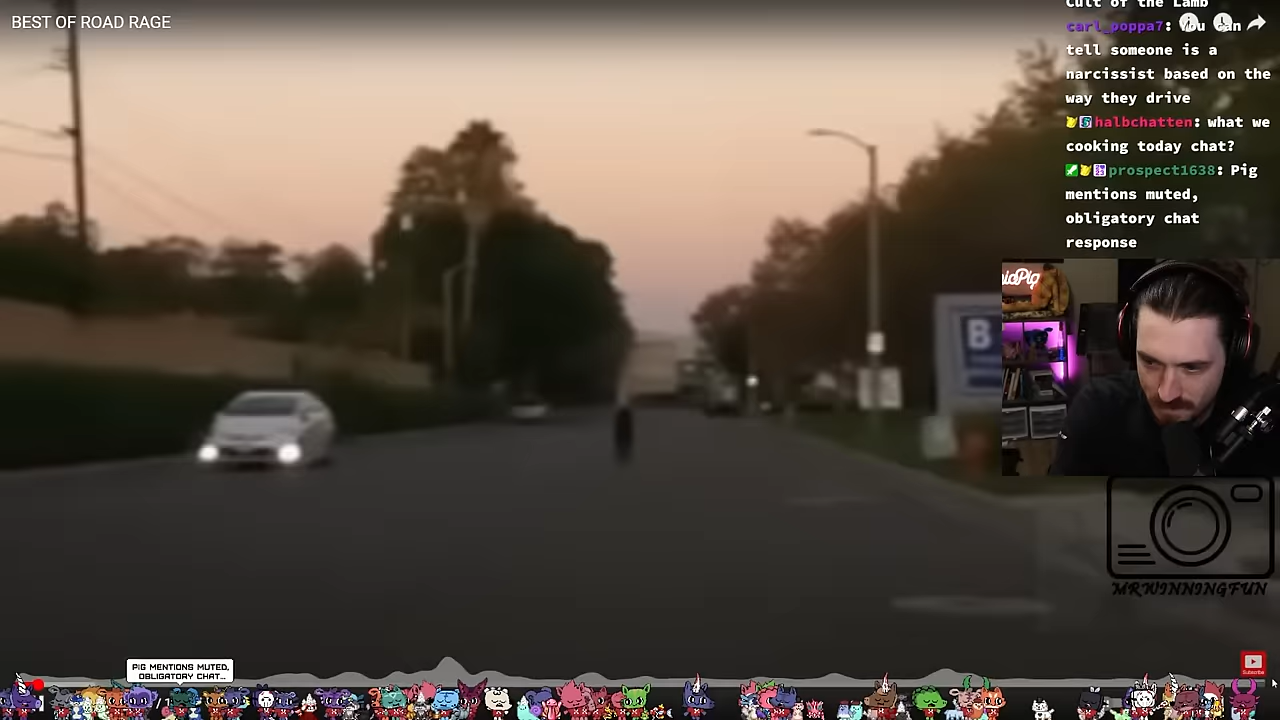 BEST OF ROAD RAGE
Cult of the Lamb
carl_poppa7: You can
tell someone is a
narcissist based on the
way they drive
halbchatten: what we
cooking today chat?
prospect1638: Pig
mentions muted,
obligatory chat
response
B
MRWINNINGFUN
Subscribe
PIG MENTIONS MUTED,
OBLIGATORY CHAT...